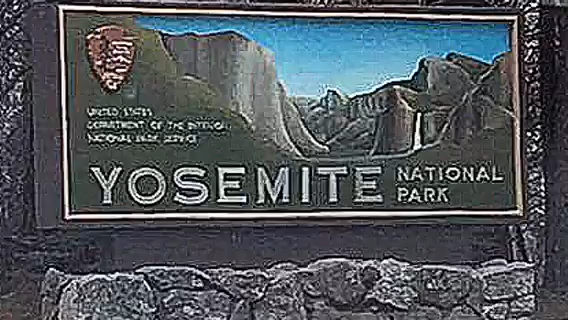 UNITED STATES
DEPARTMENT OF THE INTERIOR
NATIONAL PARK SERVICE
YOSEMITE NATIONAL
PARK